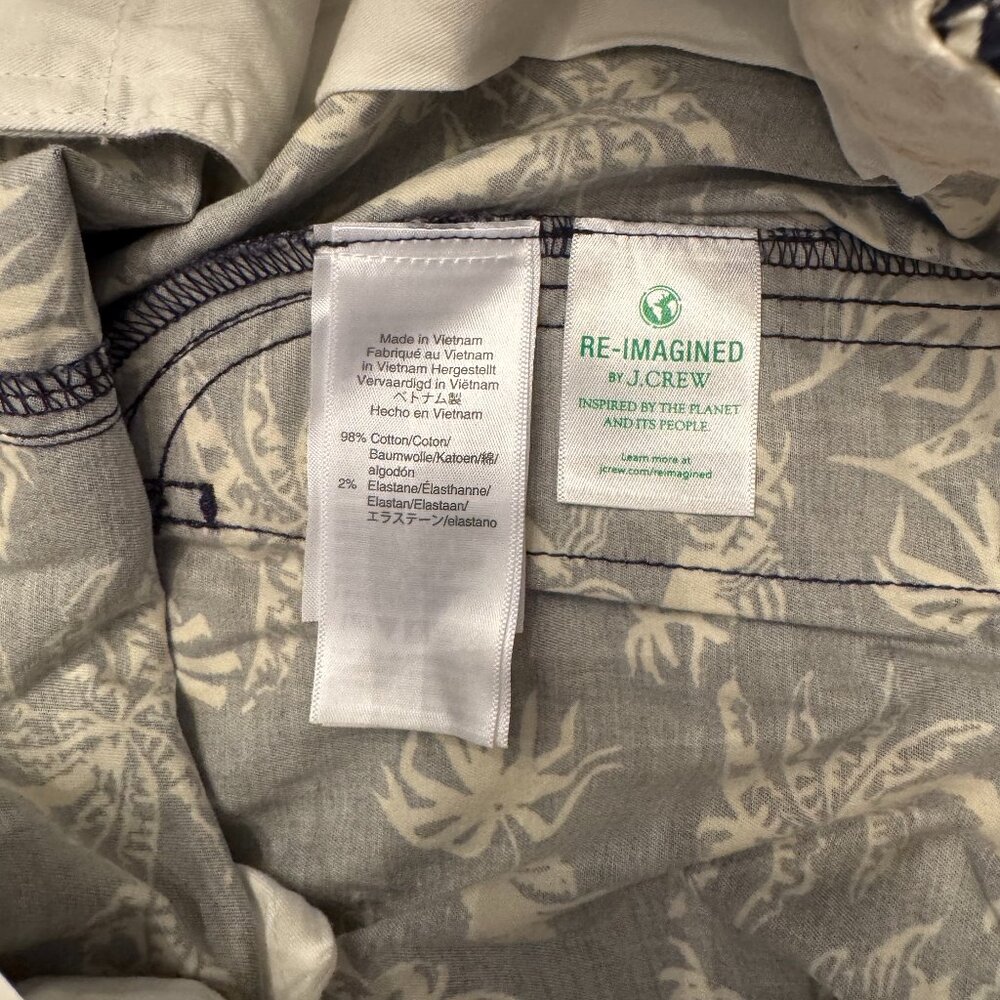 Made in Vietnam
Fabriqué au Vietnam
in Vietnam Hergestellt
Vervaardigd in Viëtnam
ベトナム製
Hecho en Vietnam
98% Cotton/Coton/
Baumwolle/Katoen/綿/
algodón
2% Elastane/Élasthanne/
Elastan/Elastaan/
エラステーン/elastano
RE-IMAGINED
BY J.CREW
INSPIRED BY THE PLANET
AND ITS PEOPLE.
Learn more at
jcrew.com/reimagined